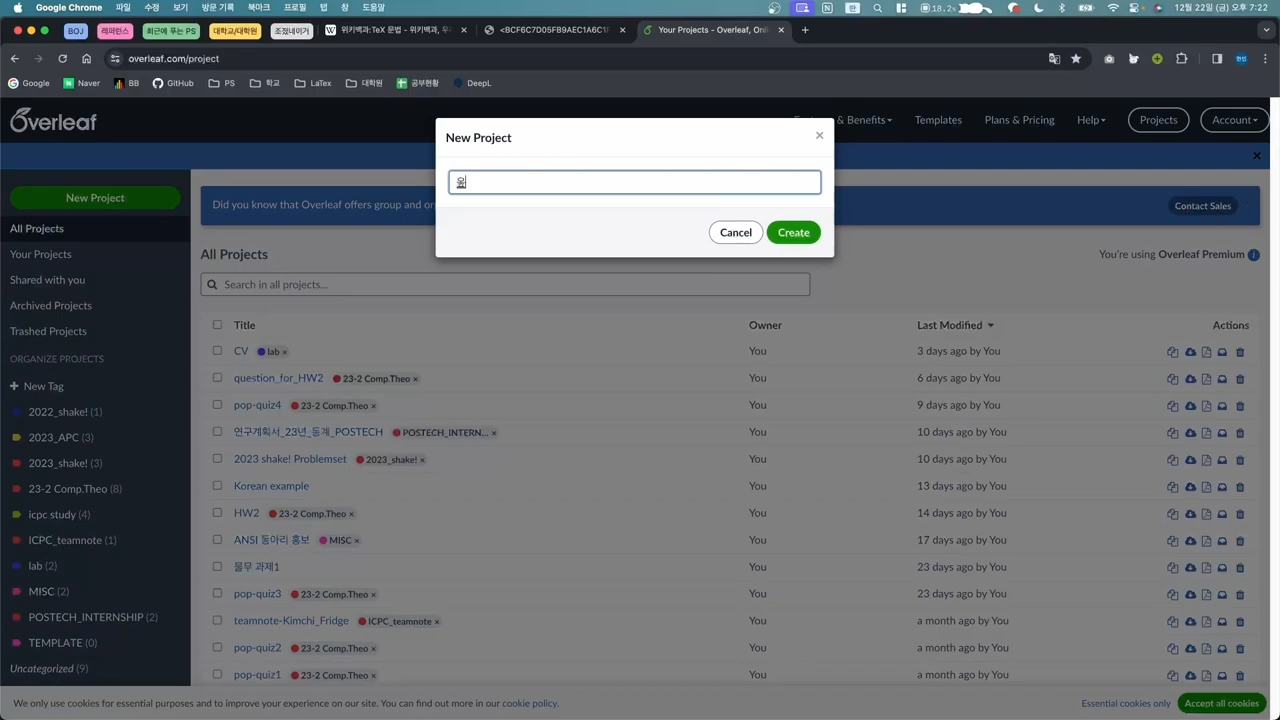 Google Chrome 파일 수정 보기 방문 기록 북마크 프로필 탭 창 도움말
12월 22일 (금) 오후 7:22
BOJ 레퍼런스 최근에 푸는 PS 대학교/대학원 조졌네이거
<BCF6C7D05FB9AEC1A6C1F
Your Projects - Overleaf, Onli
overleaf.com/project
Google Naver BB GitHub PS 학교 LaTex 대학원 공부현황 DeepL
Overleaf
& Benefits Templates Plans & Pricing Help Projects Account
New Project
×
Cancel Create
New Project
Did you know that Overleaf offers group and
Contact Sales
All Projects
Your Projects
Shared with you
Archived Projects
Trashed Projects
ORGANIZE PROJECTS
+ New Tag
2022_shake! (1)
2023_APC (3)
2023_shake! (3)
23-2 Comp.Theo (8)
icpc study (4)
ICPC_teamnote (1)
lab (2)
MISC (2)
POSTECH_INTERNSHIP (2)
TEMPLATE (0)
Uncategorized (9)
All Projects
You're using Overleaf Premium
Search in all projects...
Title Owner Last Modified Actions
CV lab × You 3 days ago by You
question_for_HW2 23-2 Comp.Theo × You 6 days ago by You
pop-quiz4 23-2 Comp.Theo × You 9 days ago by You
연구계획서_23년_동계_POSTECH POSTECH_INTERN... × You 10 days ago by You
2023 shake! Problemset 2023_shake! × You 10 days ago by You
Korean example You 13 days ago by You
HW2 23-2 Comp.Theo × You 14 days ago by You
ANSI 동아리 홍보 MISC × You 17 days ago by You
물무 과제1 You 23 days ago by You
pop-quiz3 23-2 Comp.Theo × You 23 days ago by You
teamnote-Kimchi_Fridge ICPC_teamnote × You a month ago by You
pop-quiz2 23-2 Comp.Theo × You a month ago by You
pop-quiz1 23-2 Comp.Theo × You a month ago by You
We only use cookies for essential purposes and to improve your experience on our site. You can find out more in our cookie policy.
Essential cookies only Accept all cookies